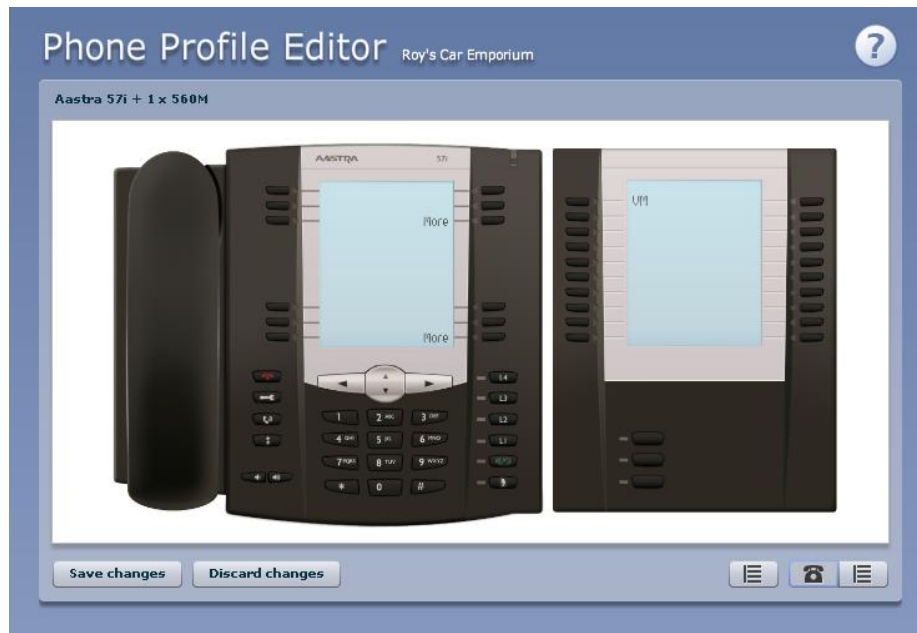 Phone Profile Editor Roy's Car Emporium
?
Aastra 57i + 1 x 560M
AASTRA 57i
VM
More
More
L4
L3
1 2 ABC 3 DEF
L2
4 GHI 5 JKL 6 MNO
L1
7 PQRS 8 TUV 9 WXYZ
* 0 #
Save changes Discard changes